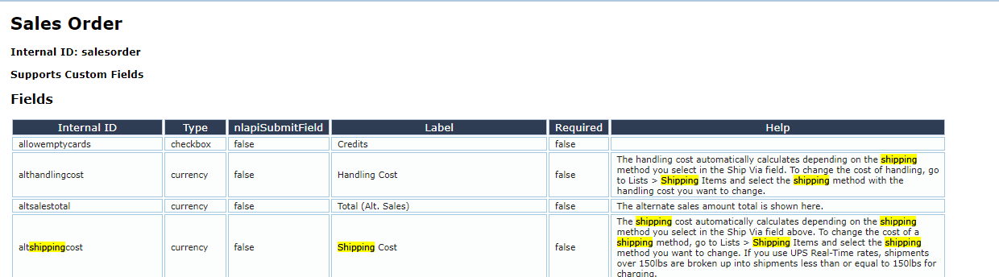 Sales Order
Internal ID: salesorder
Supports Custom Fields
Fields
Internal ID Type nlapiSubmitField Label Required Help
allowemptycards checkbox false Credits false
althandlingcost currency false Handling Cost false
The handling cost automatically calculates depending on the shipping
method you select in the Ship Via field. To change the cost of handling, go
to Lists > Shipping Items and select the shipping method with the
handling cost you want to change.
altsalestotal currency false Total (Alt. Sales) false The alternate sales amount total is shown here.
altshippingcost currency false Shipping Cost false
The shipping cost automatically calculates depending on the shipping
method you select in the Ship Via field above. To change the cost of a
shipping method, go to Lists > Shipping Items and select the shipping
method you want to change. If you use UPS Real-Time rates, shipments
over 150lbs are broken up into shipments less than or equal to 150lbs for
charging.